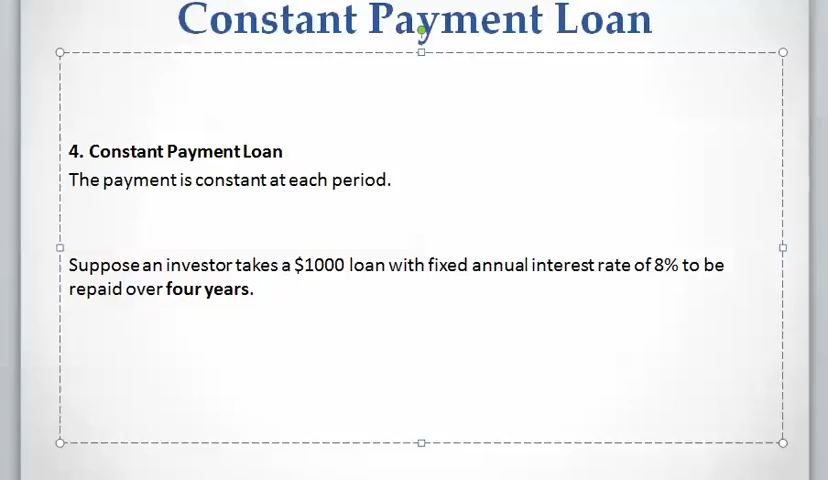 Constant Payment Loan
4. Constant Payment Loan
The payment is constant at each period.
Suppose an investor takes a $1000 loan with fixed annual interest rate of 8% to be
repaid over four years.